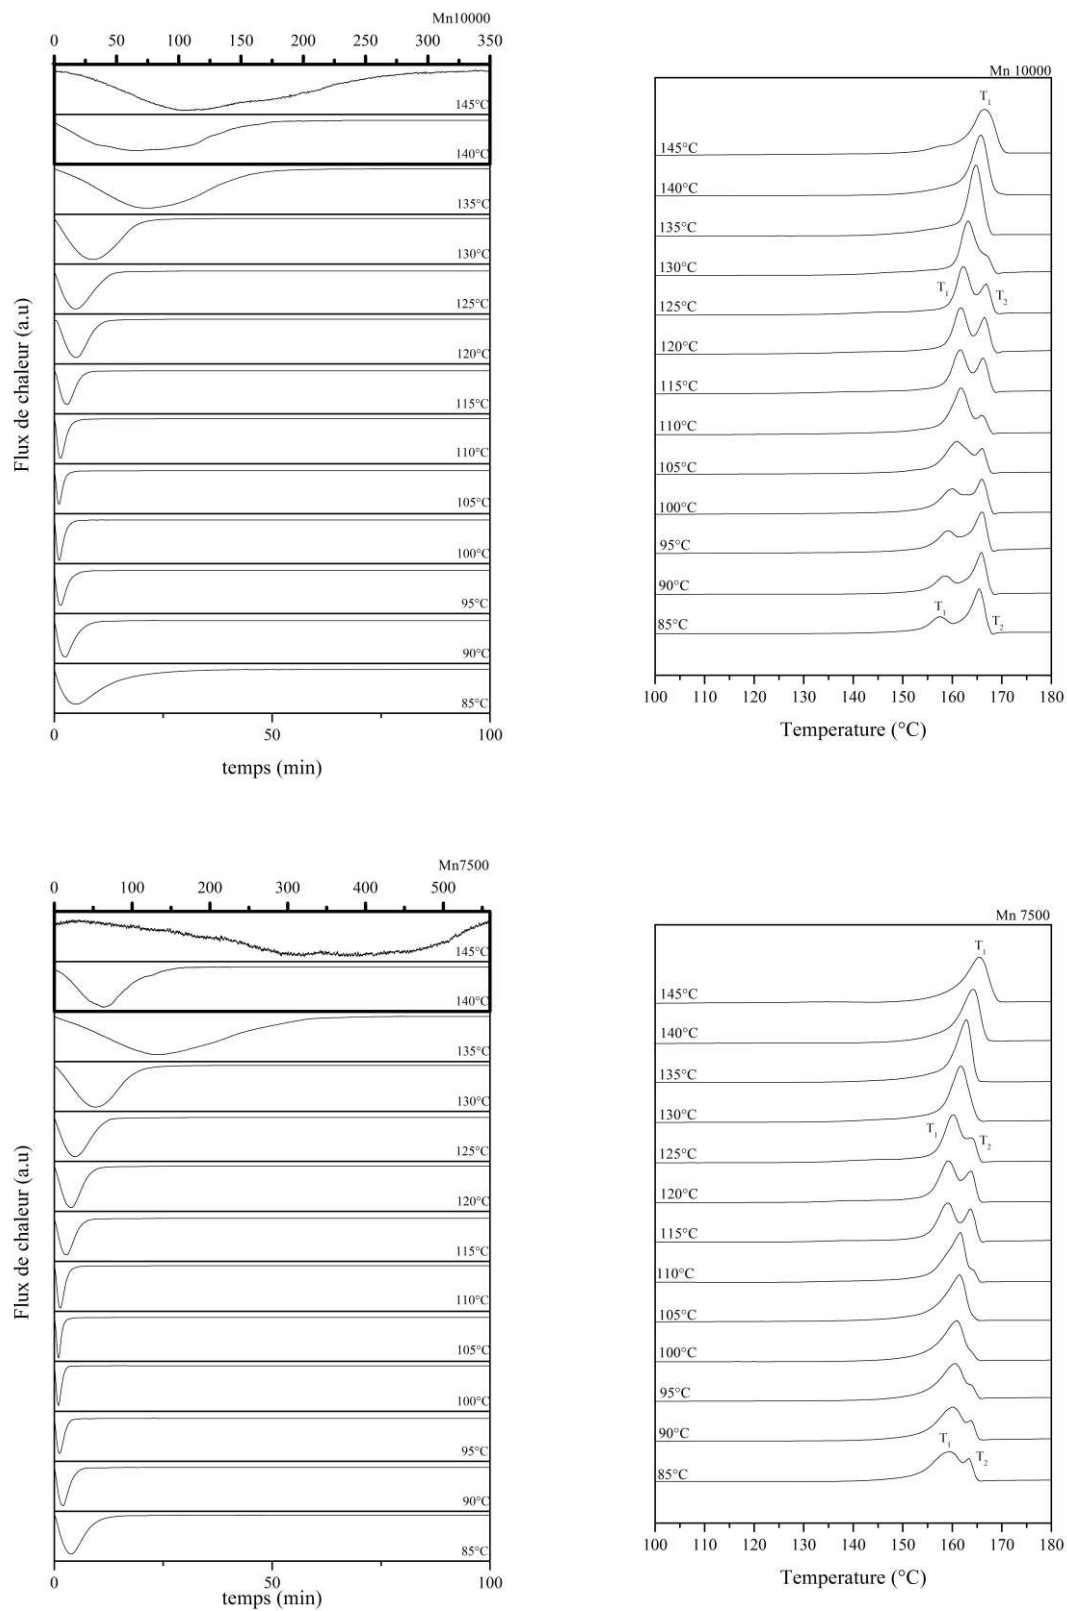 Mn10000
0 50 100 150 200 250 300 350
145°C
140°C
135°C
130°C
125°C
120°C
115°C
110°C
105°C
100°C
95°C
90°C
85°C
0 50 100
temps (min)
Flux de chaleur (a.u)
Mn 10000
T1
145°C
140°C
135°C
130°C
T1 T2
125°C
120°C
115°C
110°C
105°C
100°C
95°C
90°C
T1
85°C T2
100 110 120 130 140 150 160 170 180
Temperature (°C)
Mn7500
0 100 200 300 400 500
145°C
140°C
135°C
130°C
125°C
120°C
115°C
110°C
105°C
100°C
95°C
90°C
85°C
0 50 100
temps (min)
Flux de chaleur (a.u)
Mn 7500
T1
145°C
140°C
135°C
130°C
T1 T2
125°C
120°C
115°C
110°C
105°C
100°C
95°C
90°C
T1 T2
85°C
100 110 120 130 140 150 160 170 180
Temperature (°C)